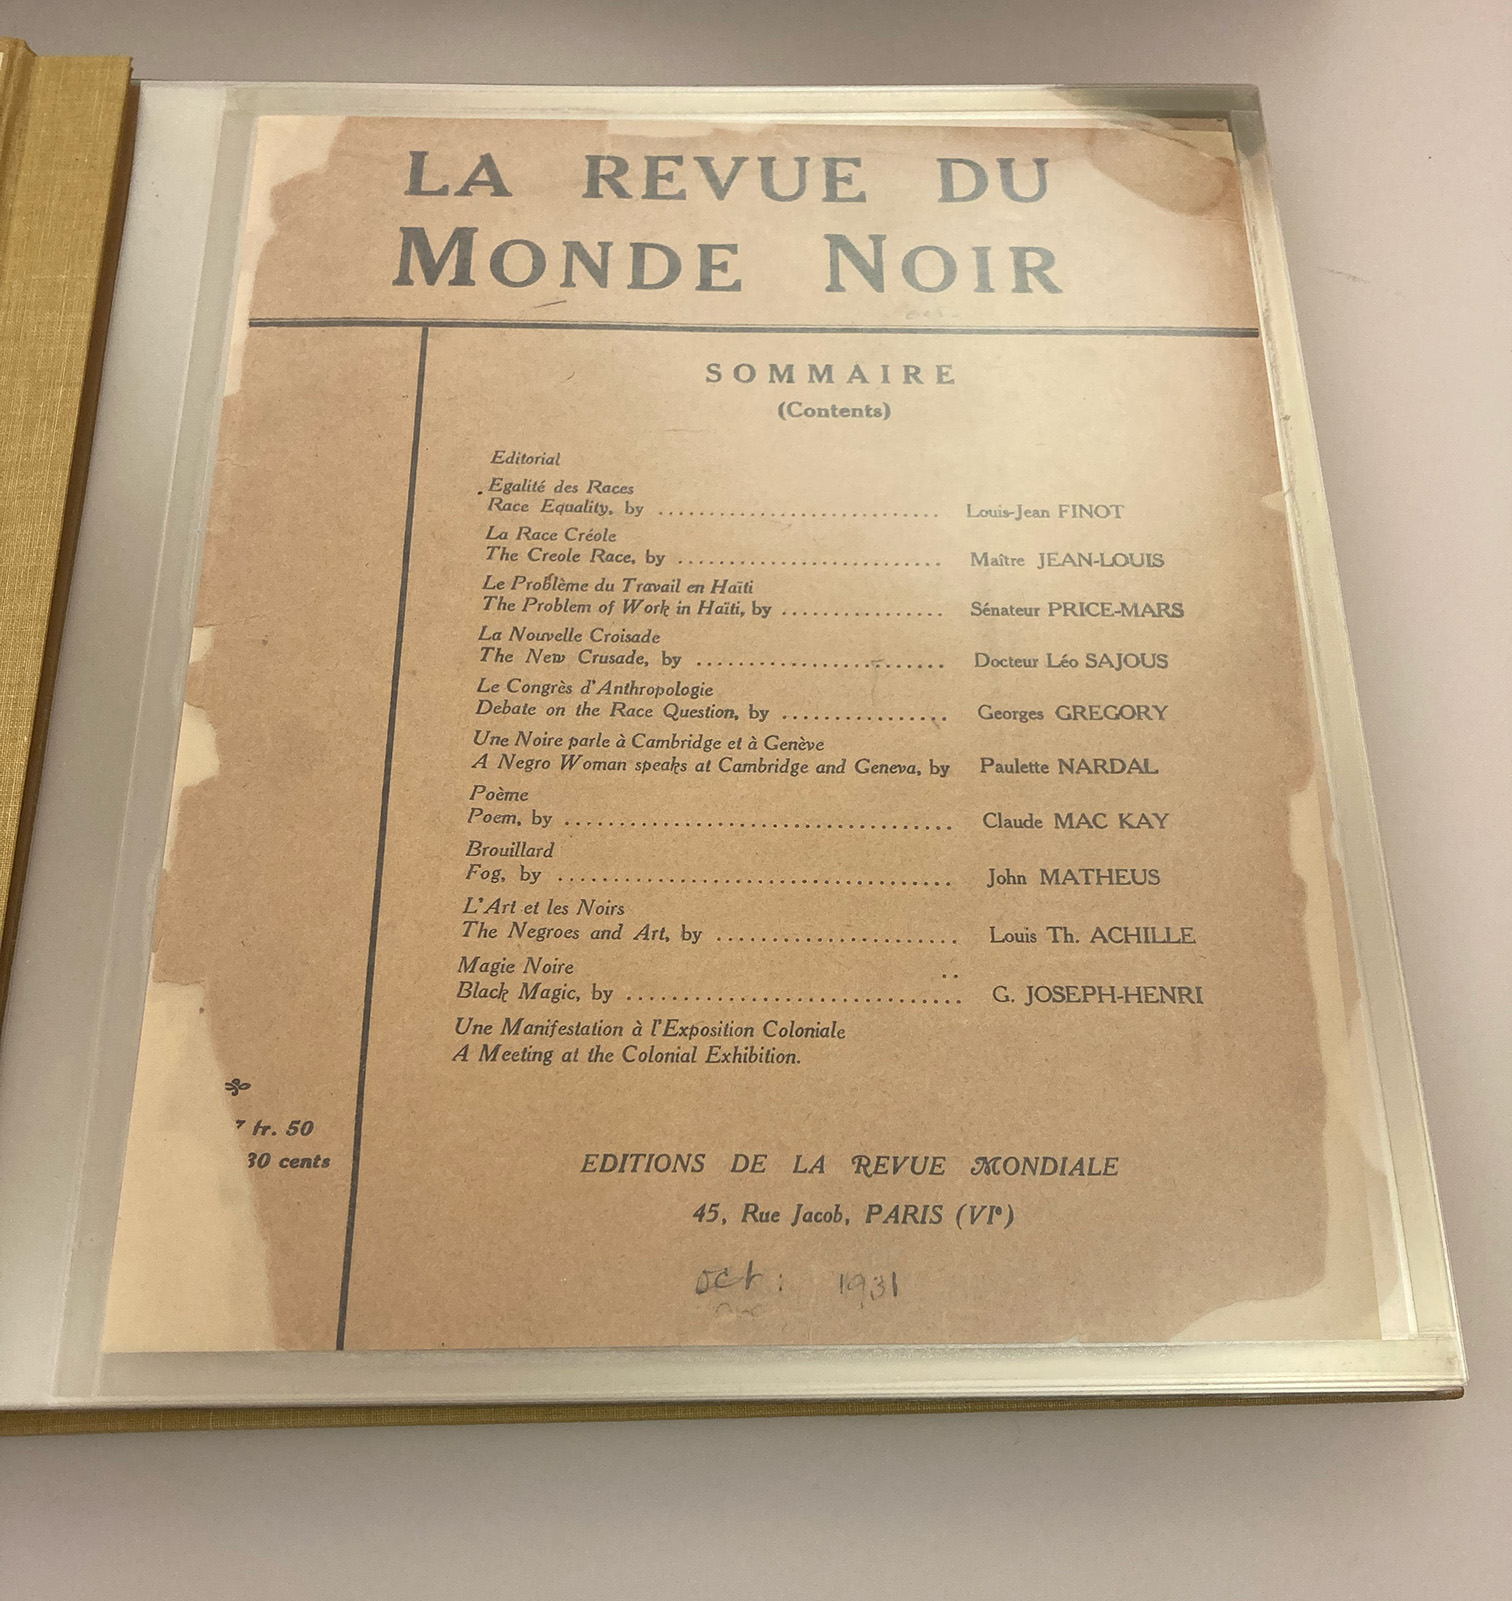 LA REVUE DU
MONDE NOIR
SOMMAIRE
(Contents)
Editorial
Egalité des Races
Race Equality, by ............................ Louis-Jean FINOT
La Race Créole
The Creole Race, by .......................... Maître JEAN-LOUIS
Le Problème du Travail en Haïti
The Problem of Work in Haïti, by ................ Sénateur PRICE-MARS
La Nouvelle Croisade
The New Crusade, by ........................ Docteur Léo SAJOUS
Le Congrès d'Anthropologie
Debate on the Race Question, by ................ Georges GREGORY
Une Noire parle à Cambridge et à Genève
A Negro Woman speaks at Cambridge and Geneva, by Paulette NARDAL
Poème
Poem, by .................................... Claude MAC KAY
Brouillard
Fog, by ..................................... John MATHEUS
L'Art et les Noirs
The Negroes and Art, by ....................... Louis Th. ACHILLE
Magie Noire
Black Magic, by ............................... G. JOSEPH-HENRI
Une Manifestation à l'Exposition Coloniale
A Meeting at the Colonial Exhibition.
7 fr. 50
30 cents
EDITIONS DE LA REVUE MONDIALE
45, Rue Jacob, PARIS (VIe)
oct: 1931